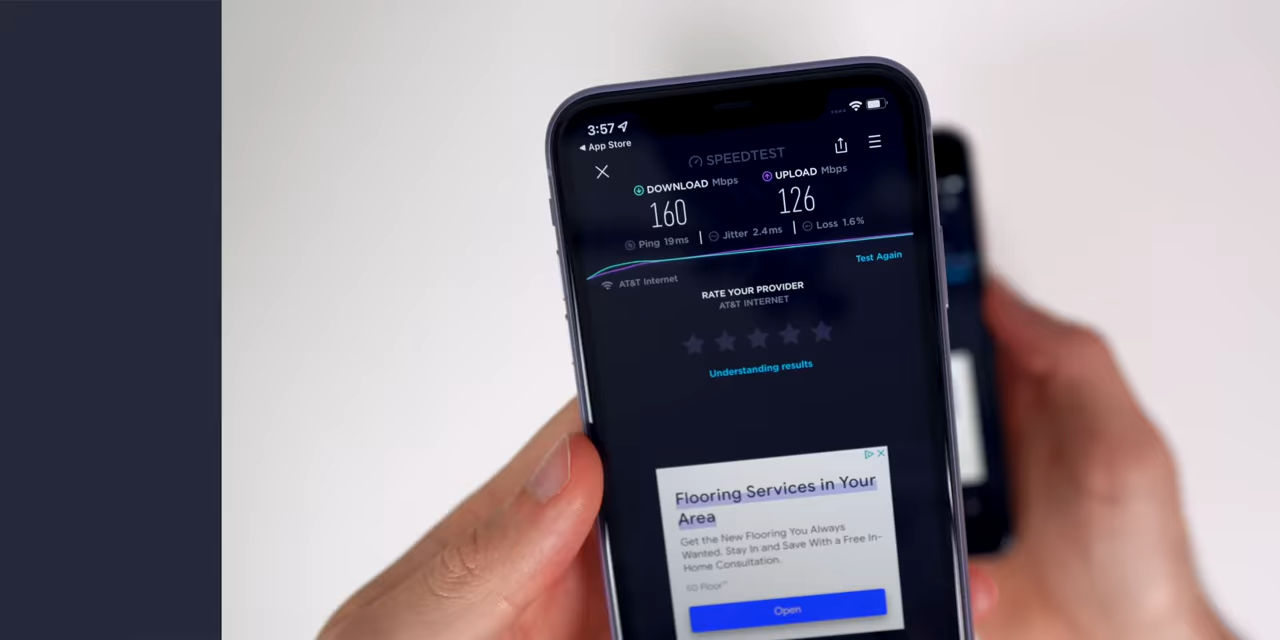 3:57
◀ App Store
SPEEDTEST
DOWNLOAD Mbps
UPLOAD Mbps
160
126
Ping 19ms
Jitter 2.4ms
Loss 1.6%
Test Again
AT&T Internet
RATE YOUR PROVIDER
AT&T INTERNET
Understanding results
Flooring Services in Your
Area
Get the New Flooring You Always
Wanted. Stay In and Save With a Free In-
Home Consultation.
60 Floor™
Open